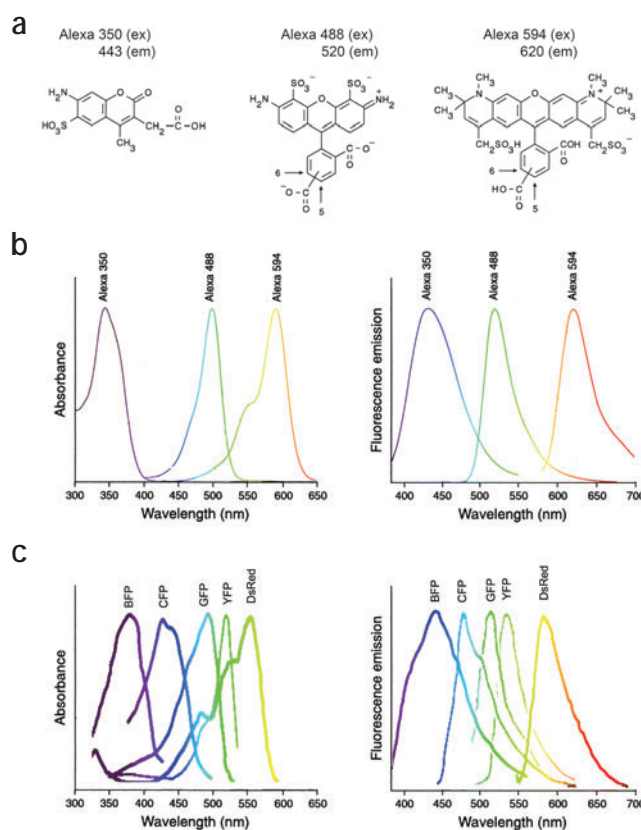 a
Alexa 350 (ex)
443 (em)
Alexa 488 (ex)
520 (em)
Alexa 594 (ex)
620 (em)
H₂N
O
O
HO₃S
CH₃
CH₂
C
O
OH
SO₃⁻
SO₃⁻
H₂N
O
NH₂
+
C
O⁻
O
6
⁻O
C
O
5
CH₃
CH₃
H₃C
N
O
N
+
CH₃
H₃C
CH₃
CH₃
CH₂SO₃H
CH₂SO₃⁻
COH
O
6
HO
C
O
5
b
Alexa 350
Alexa 488
Alexa 594
Absorbance
300 350 400 450 500 550 600 650
Wavelength (nm)
Alexa 350
Alexa 488
Alexa 594
Fluorescence emission
400 450 500 550 600 650 700
Wavelength (nm)
c
BFP
CFP
GFP
YFP
DsRed
Absorbance
300 350 400 450 500 550 600 650
Wavelength (nm)
BFP
CFP
GFP
YFP
DsRed
Fluorescence emission
400 450 500 550 600 650 700
Wavelength (nm)